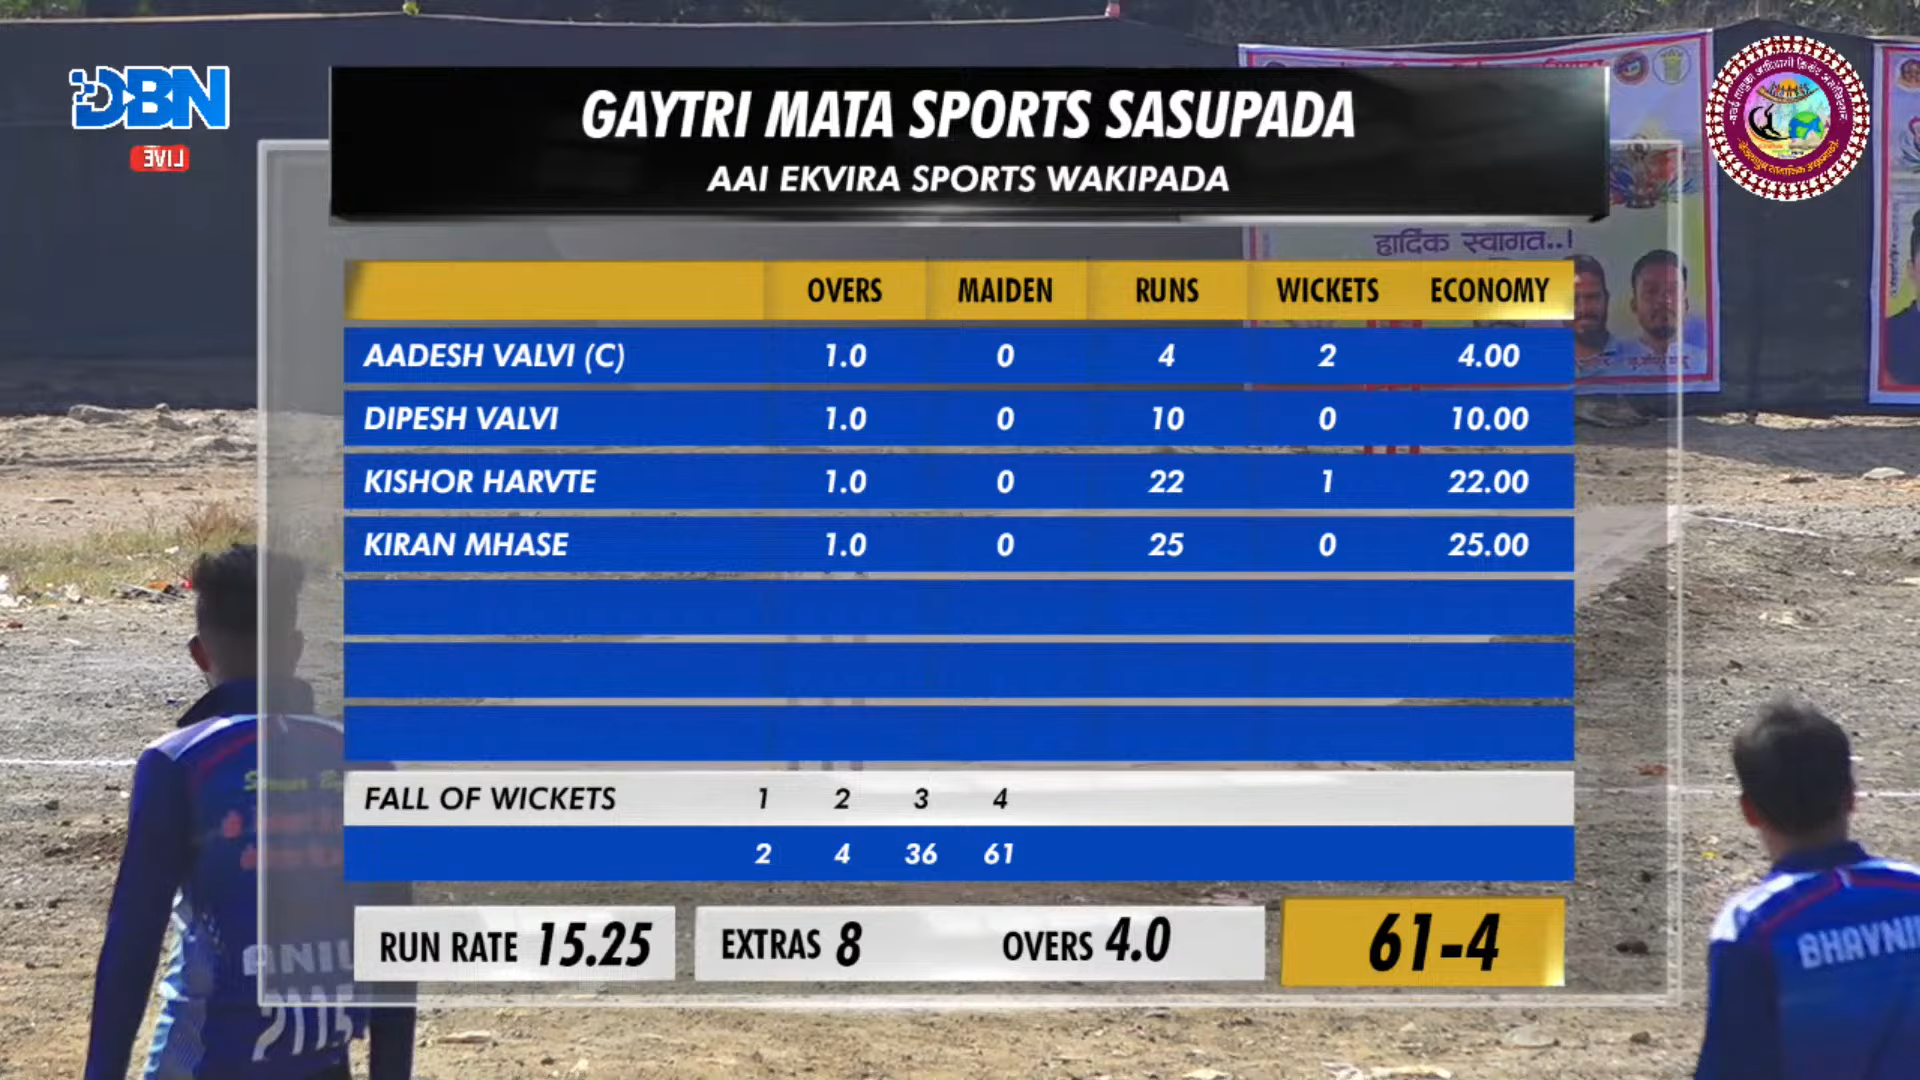 DBN
LIVE
GAYTRI MATA SPORTS SASUPADA
AAI EKVIRA SPORTS WAKIPADA
हार्दिक स्वागत..!
OVERS MAIDEN RUNS WICKETS ECONOMY
AADESH VALVI (C) 1.0 0 4 2 4.00
DIPESH VALVI 1.0 0 10 0 10.00
KISHOR HARVTE 1.0 0 22 1 22.00
KIRAN MHASE 1.0 0 25 0 25.00
FALL OF WICKETS 1 2 3 4
2 4 36 61
RUN RATE 15.25 EXTRAS 8 OVERS 4.0 61-4
ANIL
2115
BHAVNI